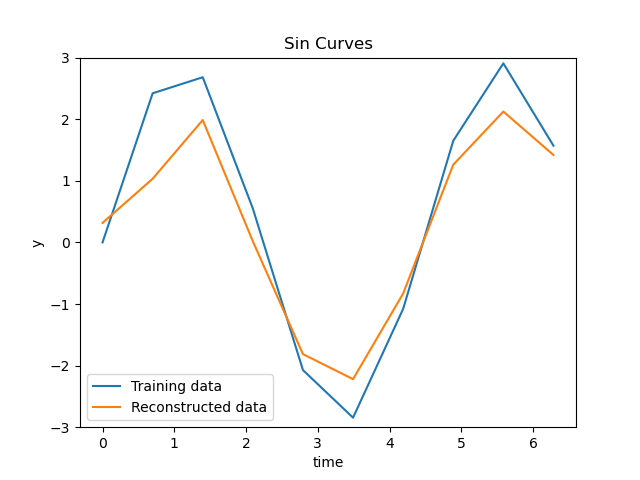 Sin Curves
3
2
1
0
−1
−2
−3
y
Training data
Reconstructed data
0 1 2 3 4 5 6
time